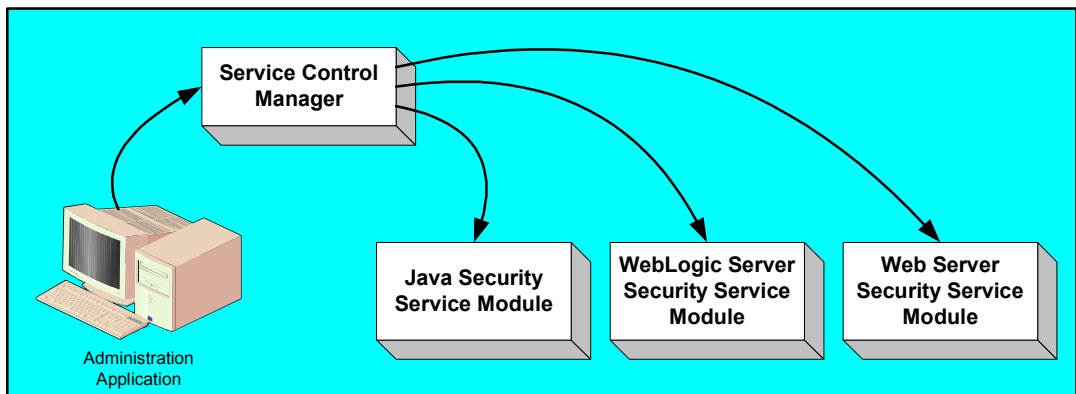 Service Control
Manager
Java Security
Service Module
WebLogic Server
Security Service
Module
Web Server
Security Service
Module
Administration
Application